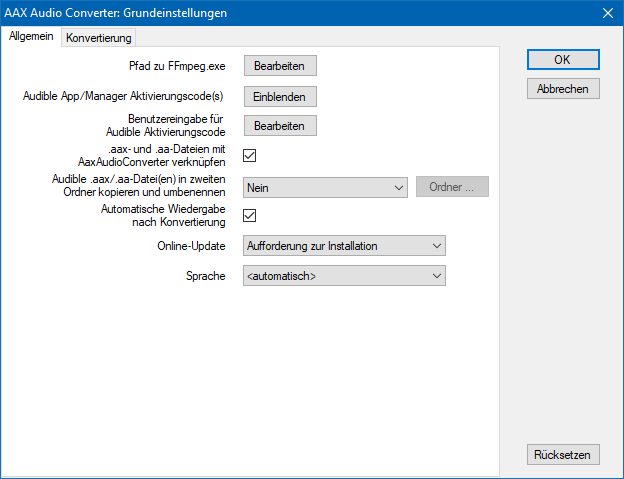 AAX Audio Converter: Grundeinstellungen
Allgemein
Konvertierung
Pfad zu FFmpeg.exe
Bearbeiten
Audible App/Manager Aktivierungscode(s)
Einblenden
Benutzereingabe für
Audible Aktivierungscode
Bearbeiten
.aax- und .aa-Dateien mit
AaxAudioConverter verknüpfen
Audible .aax/.aa-Datei(en) in zweiten
Ordner kopieren und umbenennen
Nein
Ordner ...
Automatische Wiedergabe
nach Konvertierung
Online-Update
Aufforderung zur Installation
Sprache
<automatisch>
OK
Abbrechen
Rücksetzen